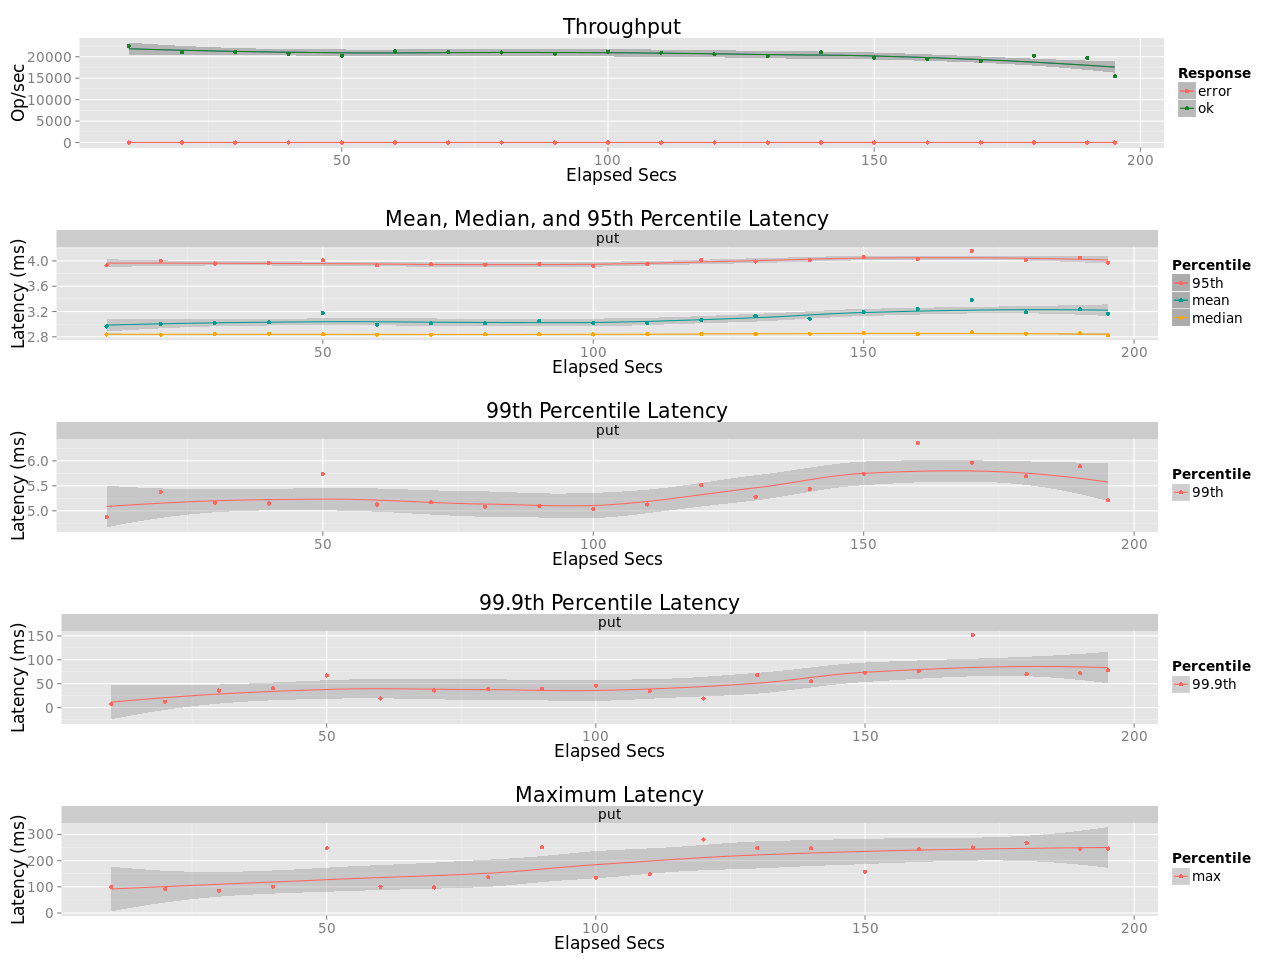 Throughput
Op/sec
20000
15000
10000
5000
0
50
100
150
200
Elapsed Secs
Response
error
ok
Mean, Median, and 95th Percentile Latency
put
Latency (ms)
4.0
3.6
3.2
2.8
50
100
150
200
Elapsed Secs
Percentile
95th
mean
median
99th Percentile Latency
put
Latency (ms)
6.0
5.5
5.0
50
100
150
200
Elapsed Secs
Percentile
99th
99.9th Percentile Latency
put
Latency (ms)
150
100
50
0
50
100
150
200
Elapsed Secs
Percentile
99.9th
Maximum Latency
put
Latency (ms)
300
200
100
0
50
100
150
200
Elapsed Secs
Percentile
max